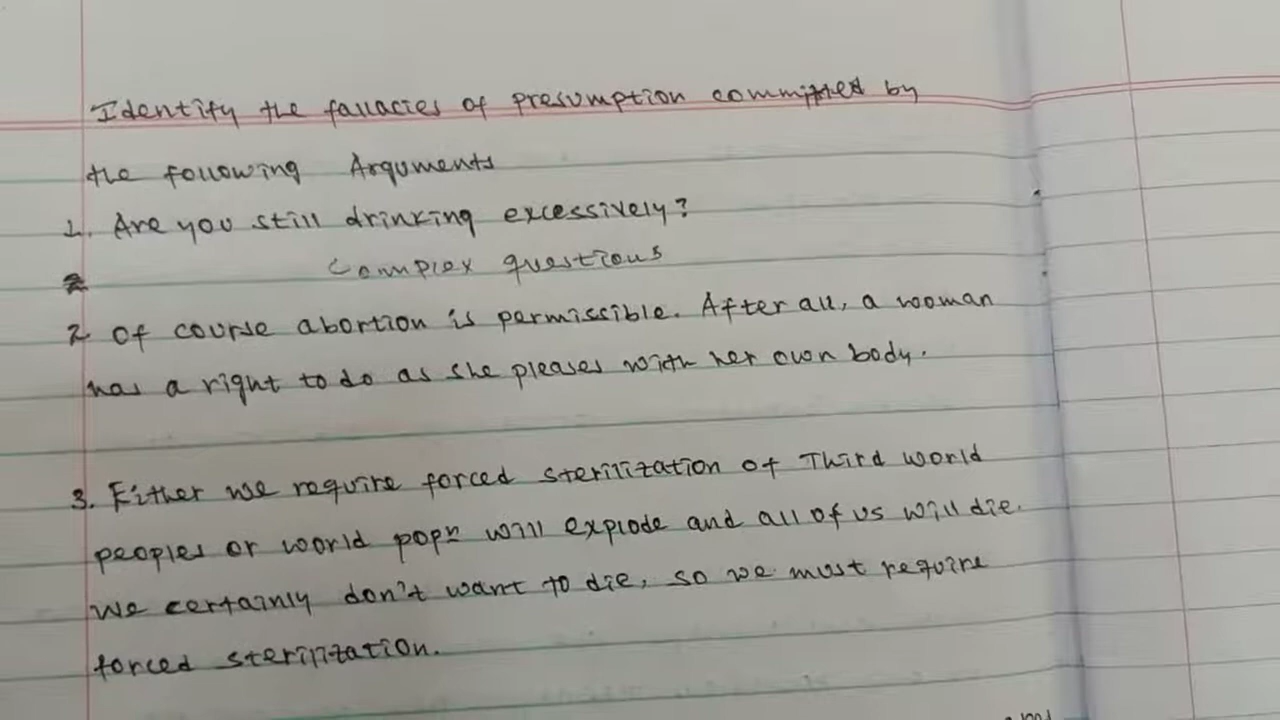 Identify the fallacies of presumption committed by
the following Arguments
1. Are you still drinking excessively?
Complex questions
2 Of course abortion is permissible. After all, a wooman
has a right to do as she pleases with her own body.
3. Either we require forced sterilization of Third world
peoples or world popn will explode and all of us will die.
We certainly don't want to die, so we must require
forced sterilization.